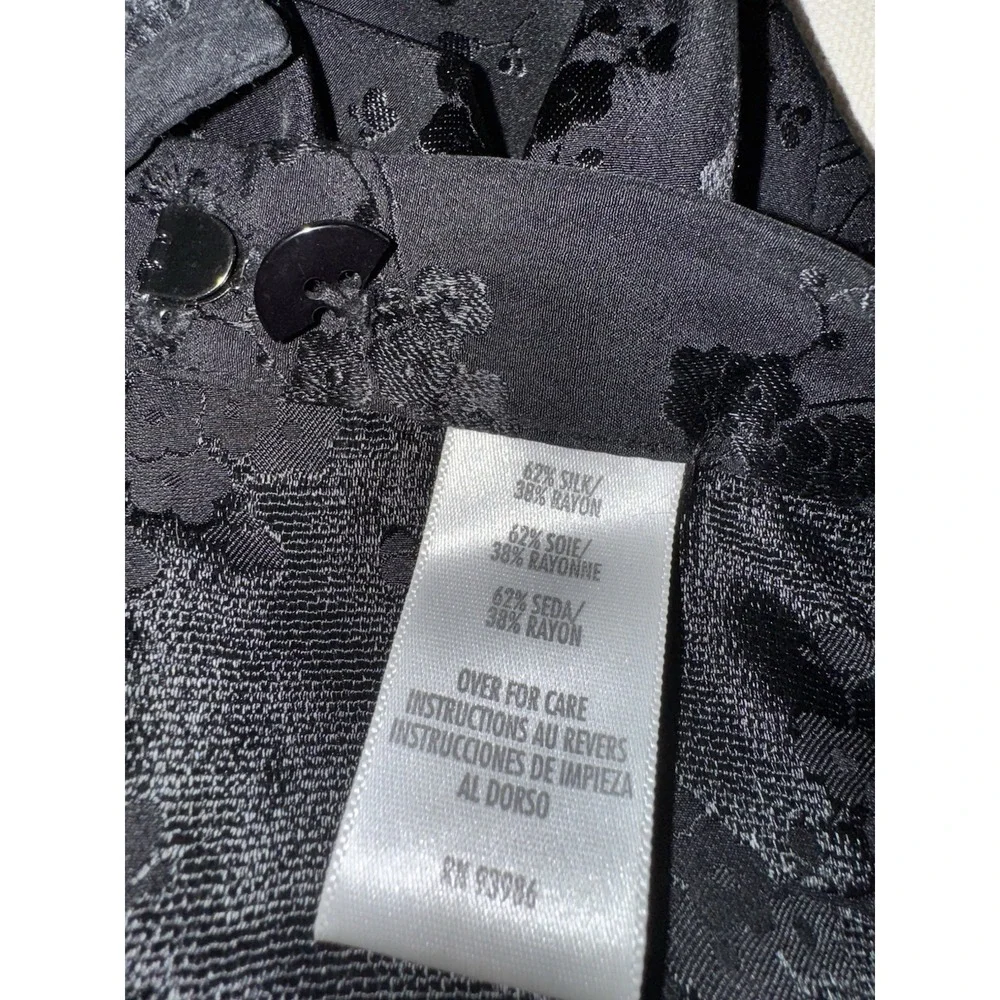 62% SILK/
38% RAYON
62% SOIE/
38% RAYONNE
62% SEDA/
38% RAYON
OVER FOR CARE
INSTRUCTIONS AU REVERS
INSTRUCCIONES DE IMPIEZA
AL DORSO
RN 93986